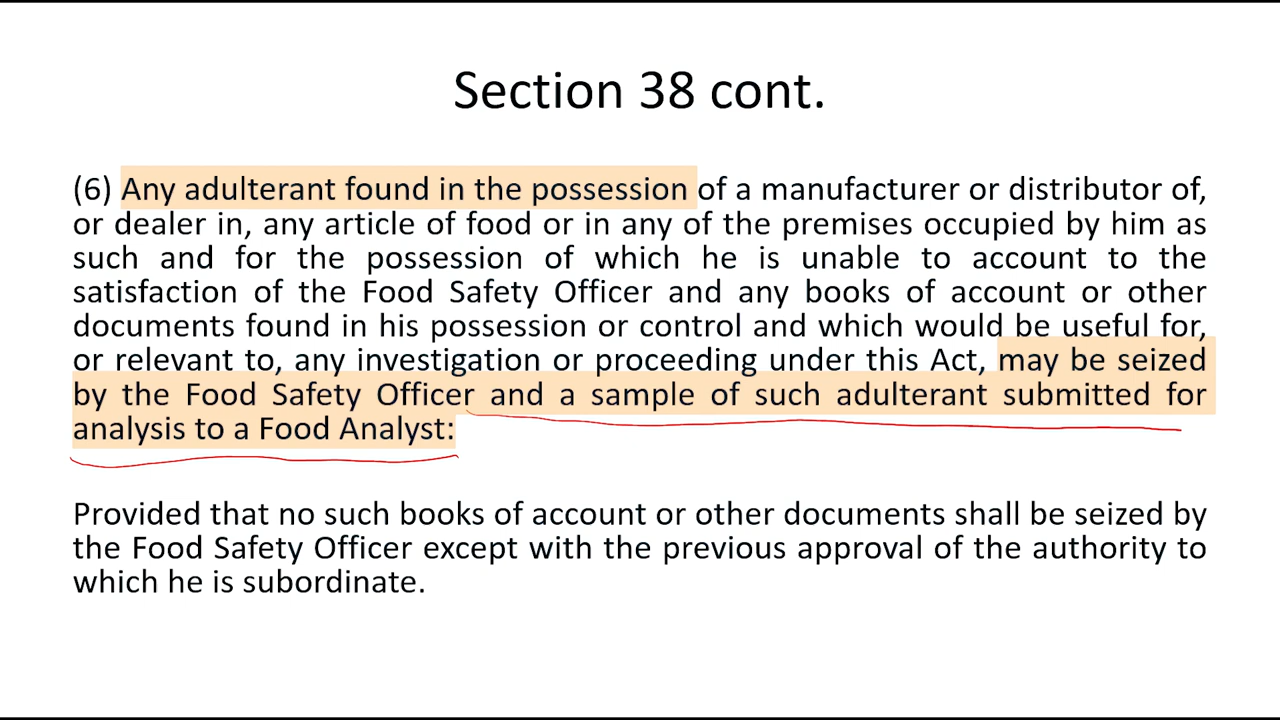 Section 38 cont.
(6) Any adulterant found in the possession of a manufacturer or distributor of,
or dealer in, any article of food or in any of the premises occupied by him as
such and for the possession of which he is unable to account to the
satisfaction of the Food Safety Officer and any books of account or other
documents found in his possession or control and which would be useful for,
or relevant to, any investigation or proceeding under this Act, may be seized
by the Food Safety Officer and a sample of such adulterant submitted for
analysis to a Food Analyst:
Provided that no such books of account or other documents shall be seized by
the Food Safety Officer except with the previous approval of the authority to
which he is subordinate.